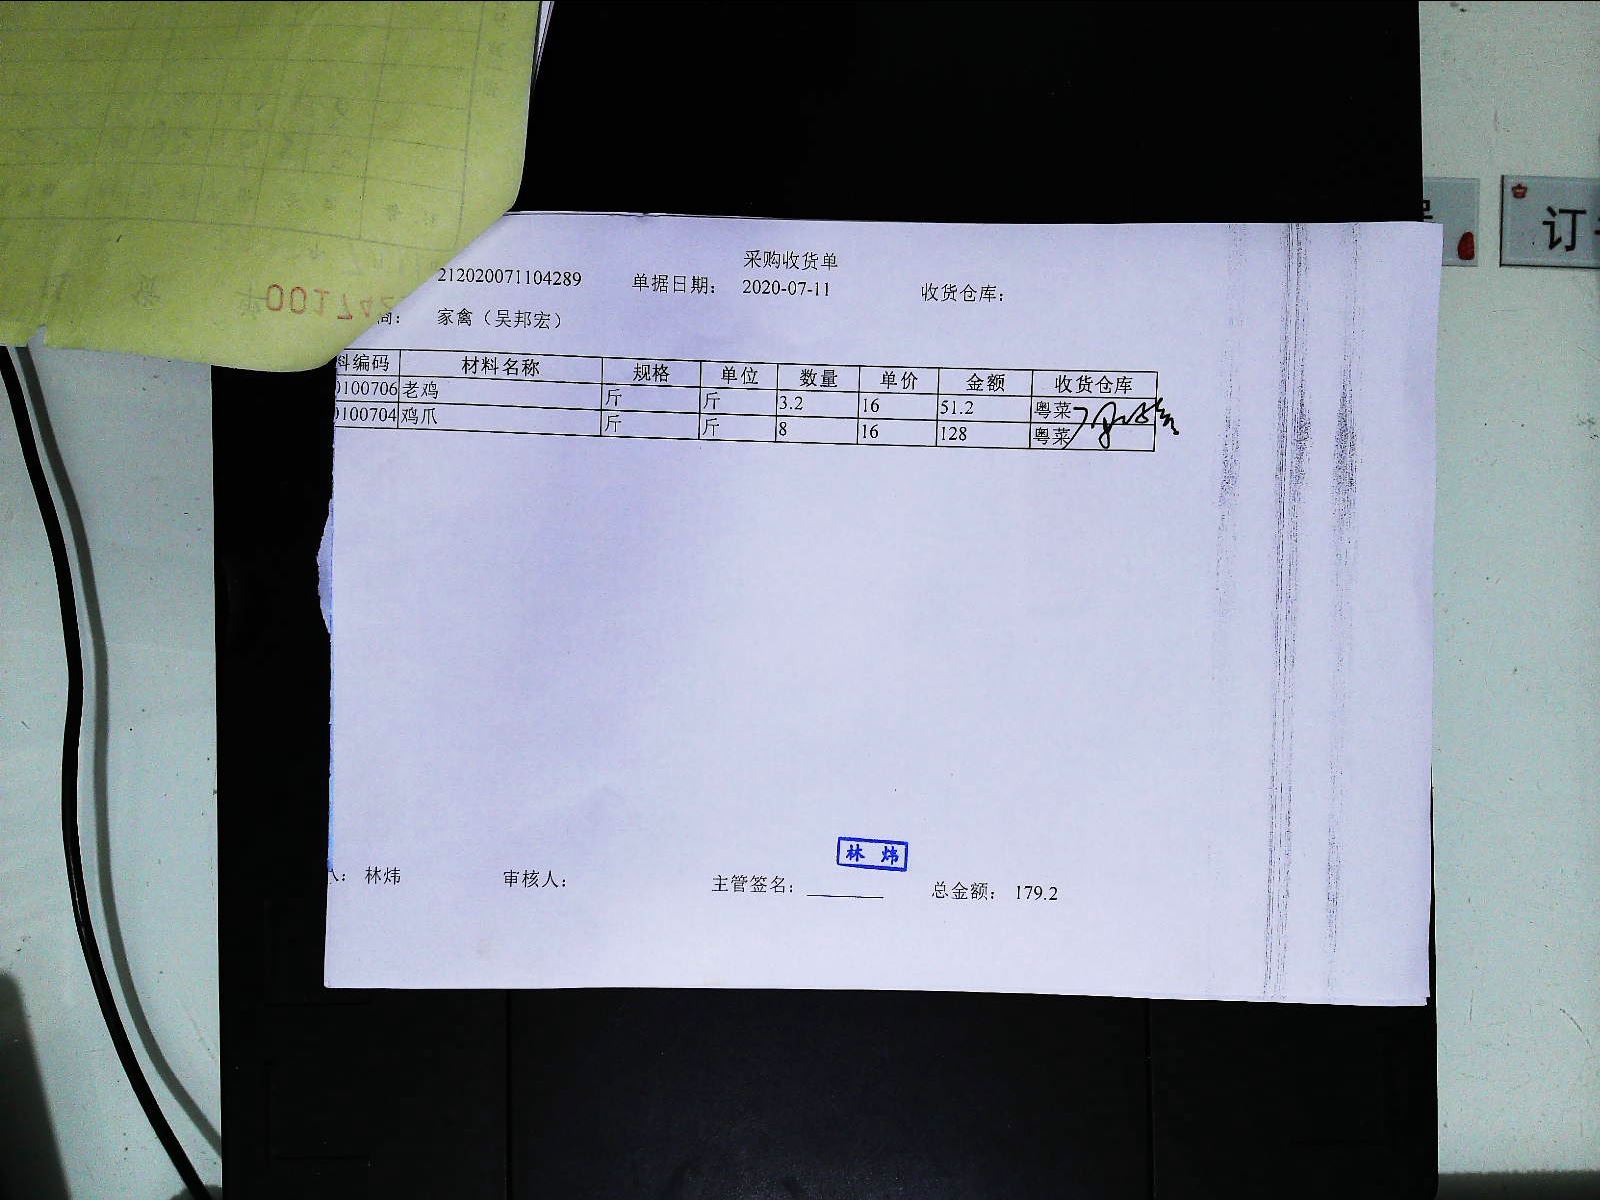 采购收货单
212020071104289 单据日期: 2020-07-11 收货仓库:
商: 家禽（吴邦宏）
料编码 材料名称 规格 单位 数量 单价 金额 收货仓库
0100706 老鸡 斤 斤 3.2 16 51.2 粤菜
0100704 鸡爪 斤 斤 8 16 128 粤菜
林 炜
人: 林炜 审核人: 主管签名: 总金额: 179.2
订